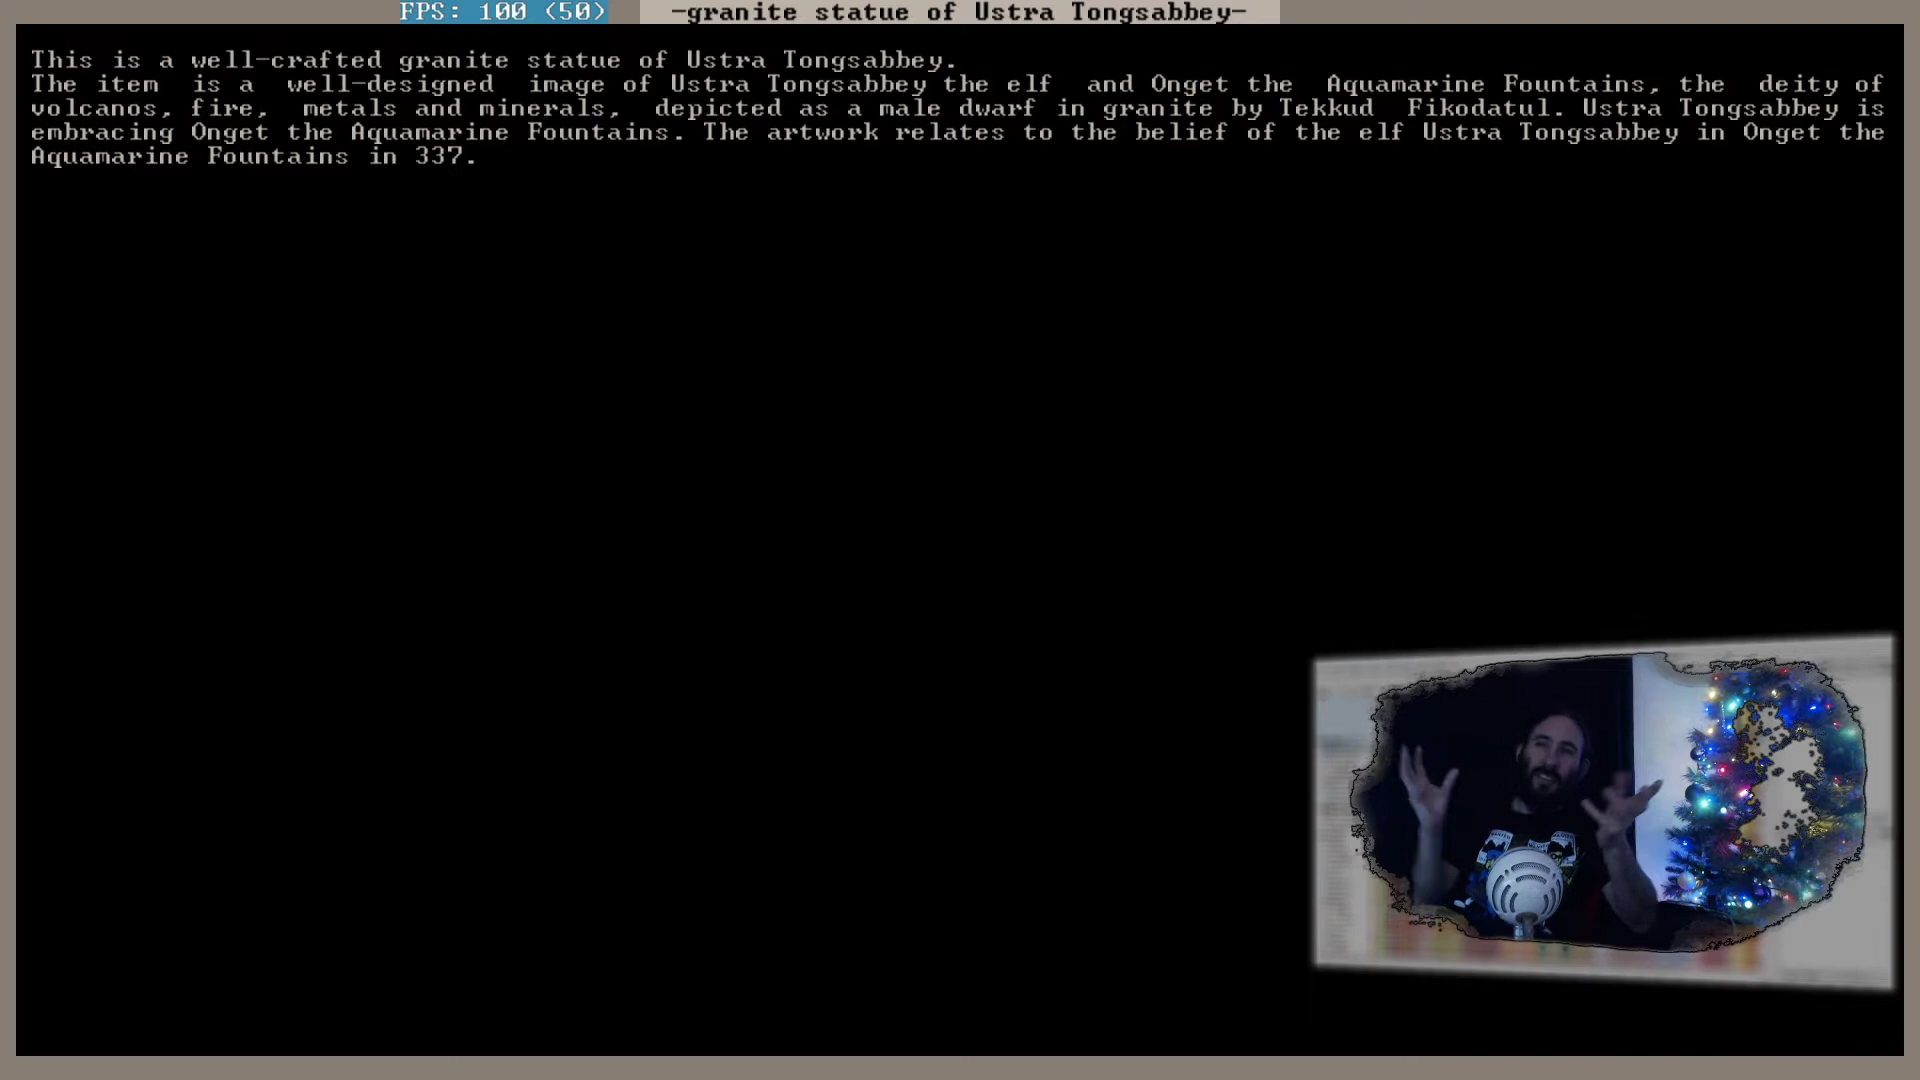 FPS: 100 (50)
-granite statue of Ustra Tongsabbey-
This is a well-crafted granite statue of Ustra Tongsabbey.
The item is a well-designed image of Ustra Tongsabbey the elf and Onget the Aquamarine Fountains, the deity of
volcanos, fire, metals and minerals, depicted as a male dwarf in granite by Tekkud Fikodatul. Ustra Tongsabbey is
embracing Onget the Aquamarine Fountains. The artwork relates to the belief of the elf Ustra Tongsabbey in Onget the
Aquamarine Fountains in 337.